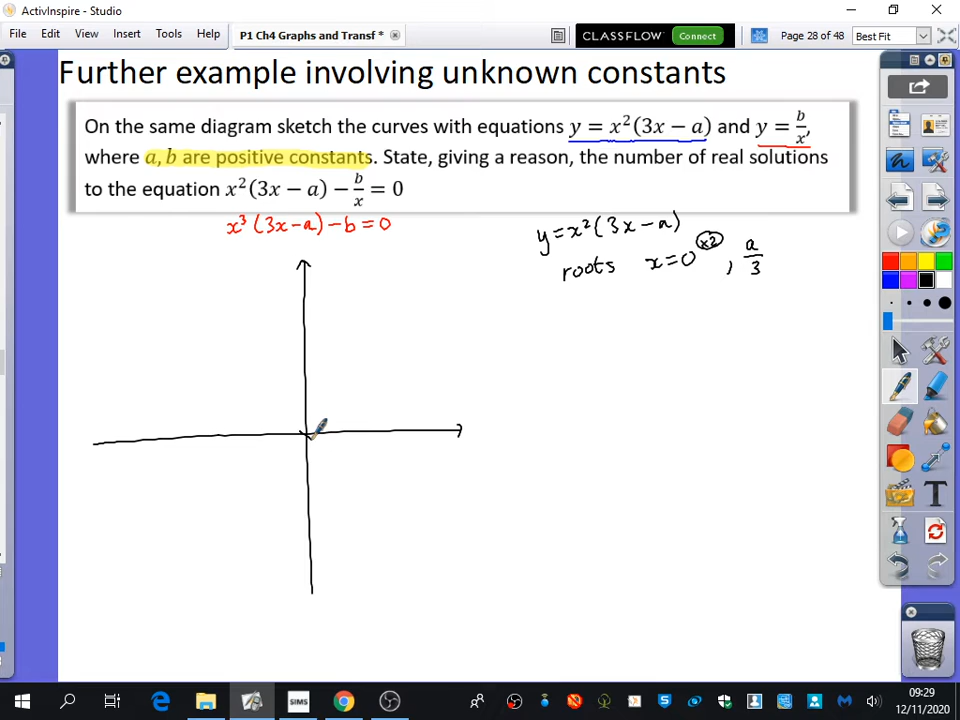 ActivInspire - Studio
File Edit View Insert Tools Help P1 Ch4 Graphs and Transf * CLASSFLOW Connect Page 28 of 48 Best Fit
Further example involving unknown constants
On the same diagram sketch the curves with equations y = x²(3x − a) and y = b/x,
where a, b are positive constants. State, giving a reason, the number of real solutions
to the equation x²(3x − a) − b/x = 0
x³(3x−a)−b=0
y=x²(3x−a)
roots x=0 ×2 , a/3
T
SIMS
09:29
12/11/2020